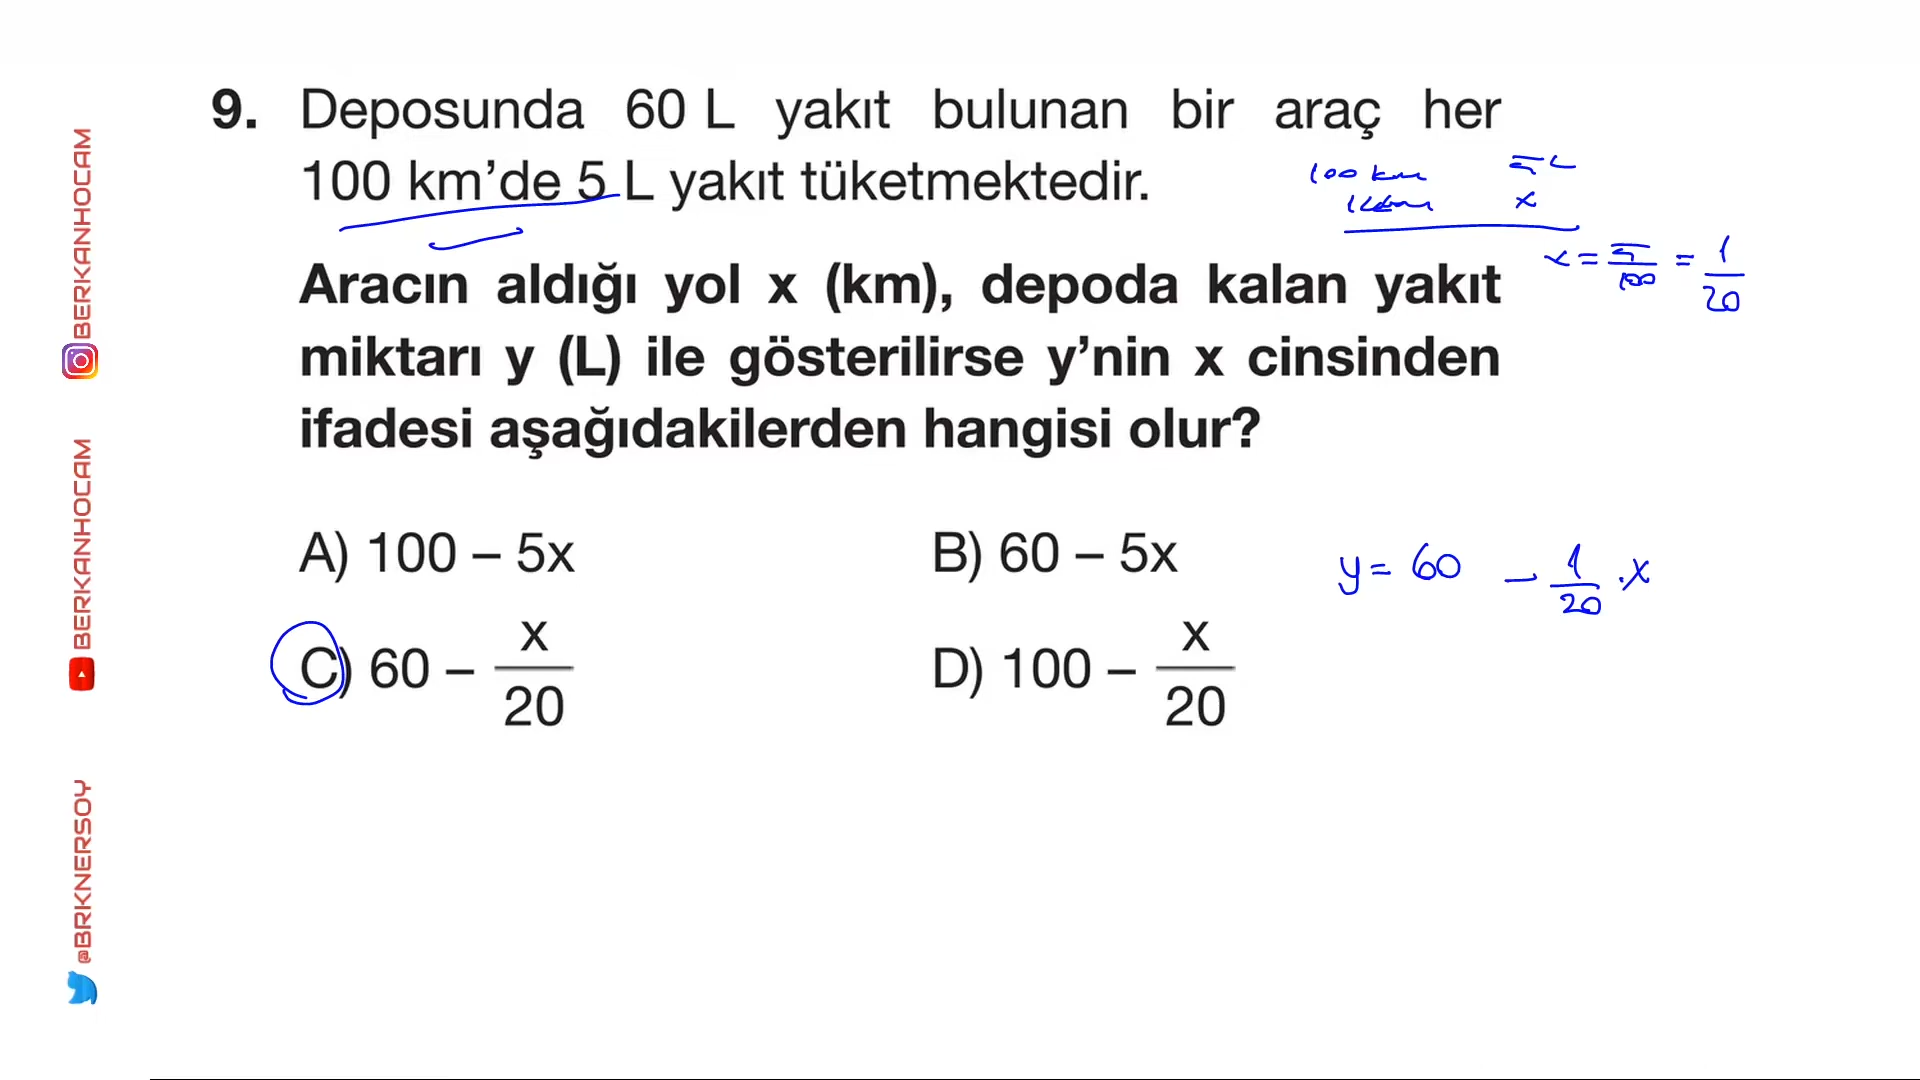 9. Deposunda 60 L yakıt bulunan bir araç her
100 km’de 5 L yakıt tüketmektedir.
100 km 5 L
1 km x
x = 5/100 = 1/20
Aracın aldığı yol x (km), depoda kalan yakıt
miktarı y (L) ile gösterilirse y’nin x cinsinden
ifadesi aşağıdakilerden hangisi olur?
A) 100 – 5x B) 60 – 5x
C) 60 – x/20 D) 100 – x/20
y = 60 – 1/20 . x
BERKANHOCAM
BERKANHOCAM
@BRKNERSOY